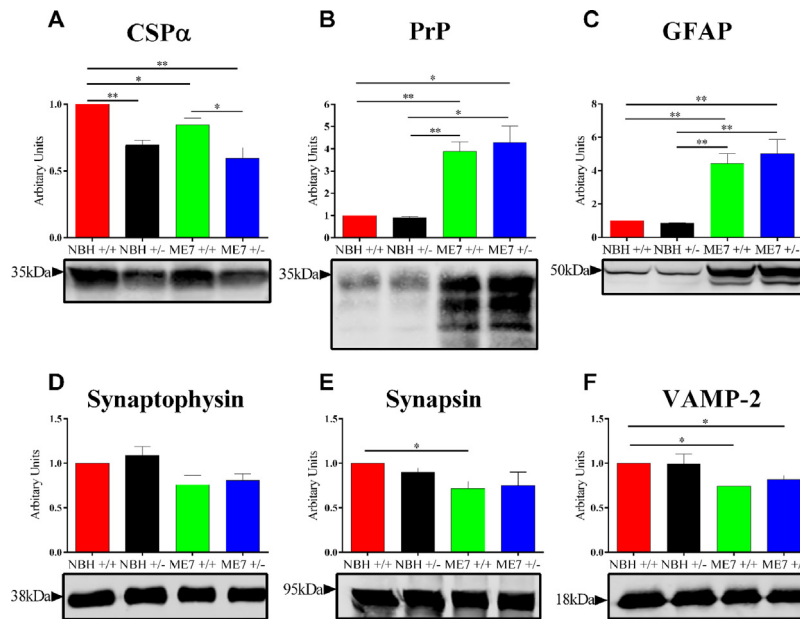 A
CSPα
**
*
**
*
1.0
0.5
0.0
Arbitary Units
NBH +/+ NBH +/- ME7 +/+ ME7 +/-
35kDa
B
PrP
*
**
*
**
6
4
2
0
Arbitary Units
NBH +/+ NBH +/- ME7 +/+ ME7 +/-
35kDa
C
GFAP
**
**
**
**
8
6
4
2
0
Arbitary Units
NBH +/+ NBH +/- ME7 +/+ ME7 +/-
50kDa
D
Synaptophysin
1.5
1.0
0.5
0.0
Arbitary Units
NBH +/+ NBH +/- ME7 +/+ ME7 +/-
38kDa
E
Synapsin
*
1.5
1.0
0.5
0.0
Arbitary Units
NBH +/+ NBH +/- ME7 +/+ ME7 +/-
95kDa
F
VAMP-2
*
*
1.5
1.0
0.5
0.0
Arbitary Units
NBH +/+ NBH +/- ME7 +/+ ME7 +/-
18kDa